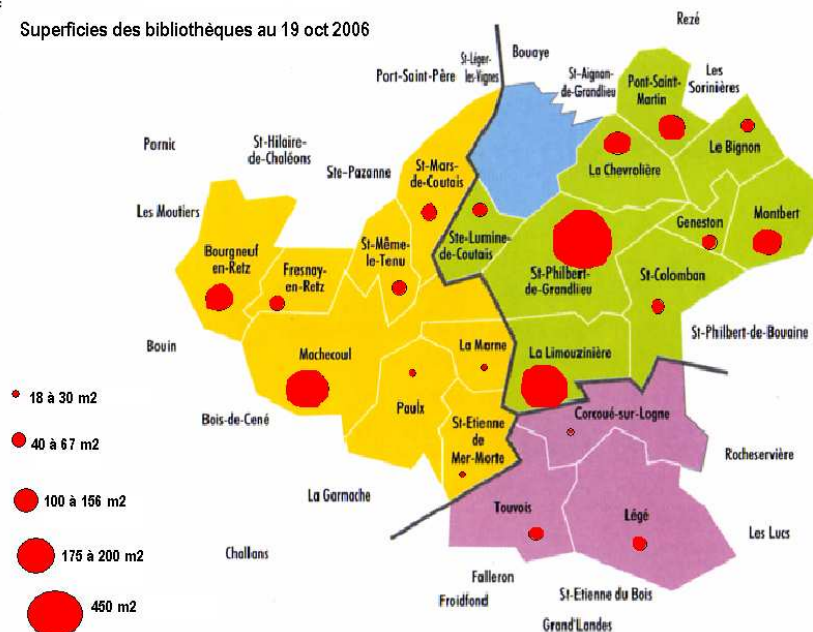 Superficies des bibliothèques au 19 oct 2006
Rezé
Bouaye
St-Léger-
les-Vignes
Port-Saint-Père
St-Aignan-
de-Grandlieu
Pont-Saint-
Martin
Les
Sorinières
Le Bignon
Pornic
St-Hilaire-
de-Chaléons
Ste-Pazanne
St-Mars-
de-Coutais
La Chevrolière
Les Moutiers
Geneston
Montbert
Bourgneuf
en-Retz
Fresnay-
en-Retz
St-Même-
le-Tenu
Ste-Lumine-
de-Coutais
St-Philbert-
de-Grandlieu
St-Colomban
Bouin
Machecoul
La Marne
La Limouzinière
St-Philbert-de-Bouaine
18 à 30 m2
Bois-de-Cené
Paulx
St-Etienne
de
Mer-Morte
Corcoué-sur-Logne
40 à 67 m2
Rocheservière
La Garnache
100 à 156 m2
Touvois
Légé
Les Lucs
175 à 200 m2
Challans
Falleron
Froidfond
St-Etienne du Bois
Grand'Landes
450 m2